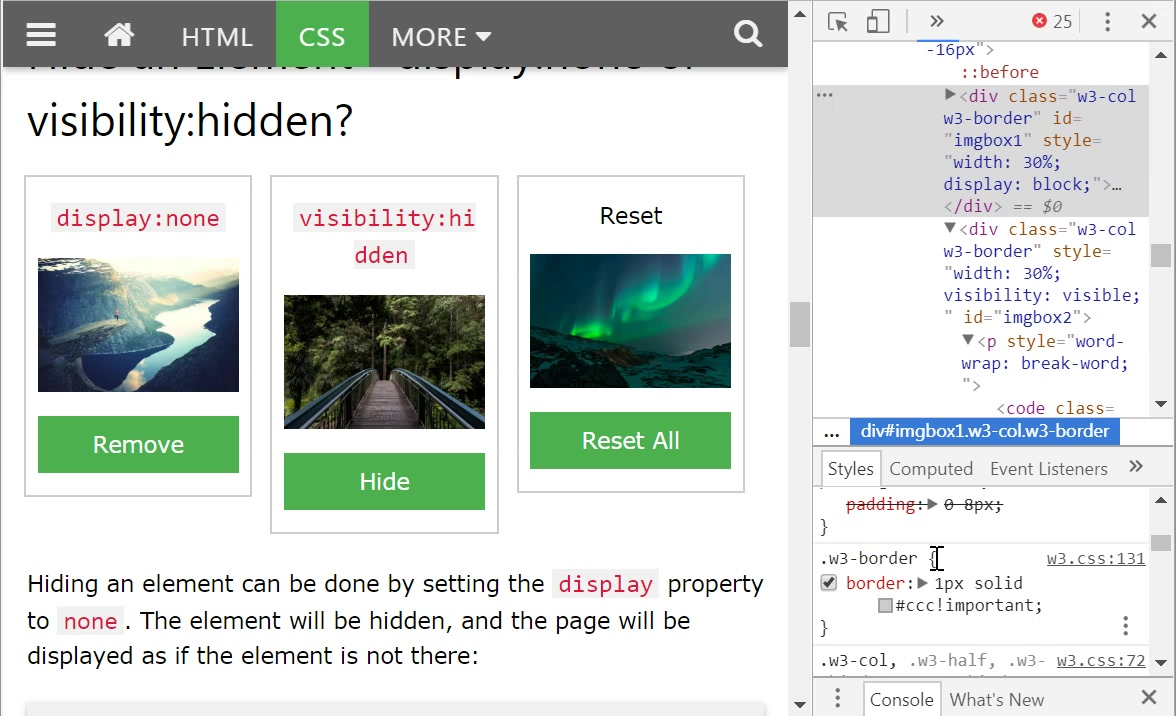 HTML
CSS
MORE
Hide an Element - display:none or
visibility:hidden?
display:none
Remove
visibility:hi
dden
Hide
Reset
Reset All
Hiding an element can be done by setting the display property
to none. The element will be hidden, and the page will be
displayed as if the element is not there:
25
-16px">
::before
<div class="w3-col
w3-border" id=
"imgbox1" style=
"width: 30%;
display: block;">…
</div> == $0
<div class="w3-col
w3-border" style=
"width: 30%;
visibility: visible;
" id="imgbox2">
<p style="word-
wrap: break-word;
">
<code class=
... div#imgbox1.w3-col.w3-border
Styles Computed Event Listeners
padding: 0 8px;
}
.w3-border { w3.css:131
border: 1px solid
#ccc!important;
}
.w3-col, .w3-half, .w3- w3.css:72
Console What's New